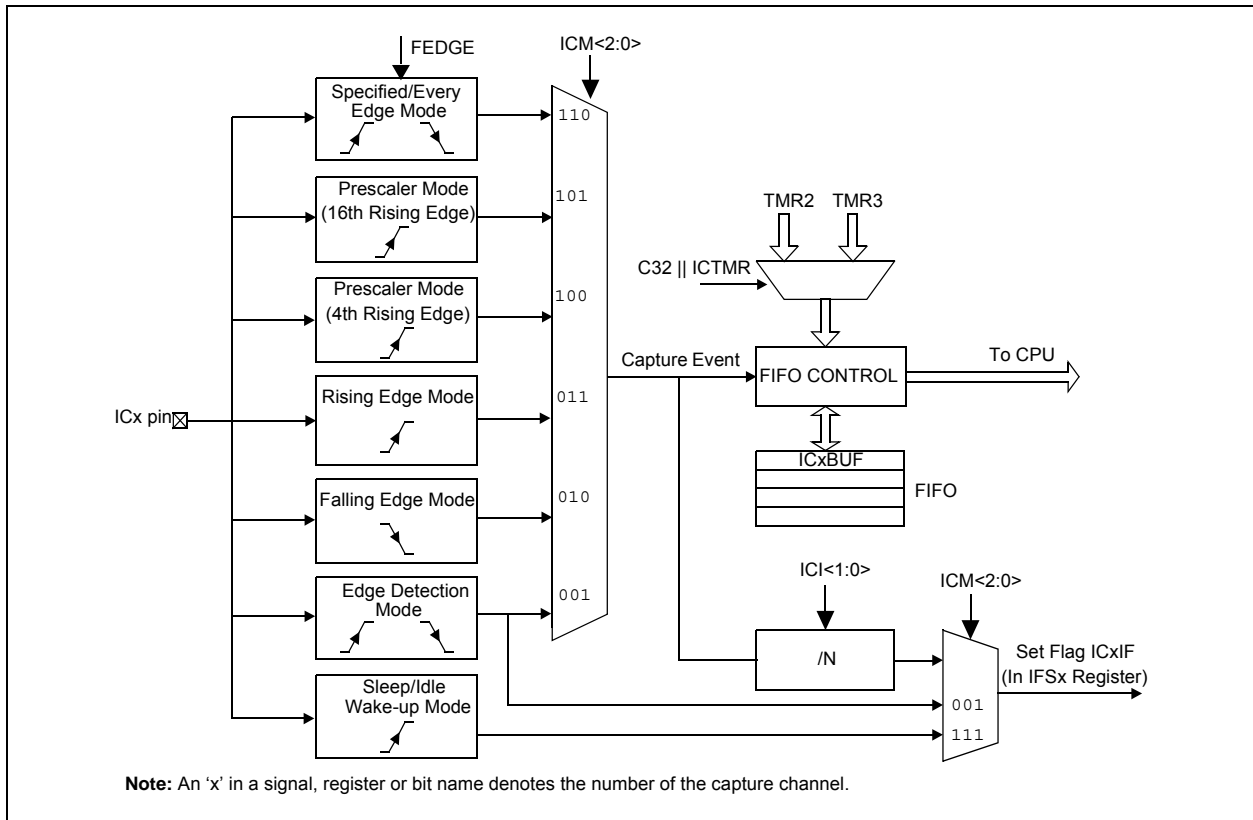 FEDGE
ICM<2:0>
Specified/Every
Edge Mode
110
Prescaler Mode
(16th Rising Edge)
101
TMR2
TMR3
C32 || ICTMR
Prescaler Mode
(4th Rising Edge)
100
Capture Event
FIFO CONTROL
To CPU
ICx pin
Rising Edge Mode
011
ICxBUF
FIFO
Falling Edge Mode
010
Edge Detection
Mode
001
ICI<1:0>
ICM<2:0>
/N
Set Flag ICxIF
(In IFSx Register)
001
111
Sleep/Idle
Wake-up Mode
Note: An ‘x’ in a signal, register or bit name denotes the number of the capture channel.